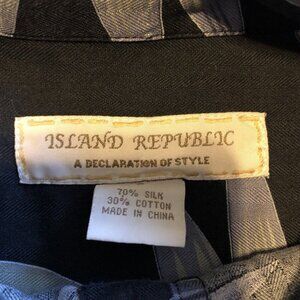 ISLAND REPUBLIC
A DECLARATION OF STYLE
70% SILK
30% COTTON
MADE IN CHINA